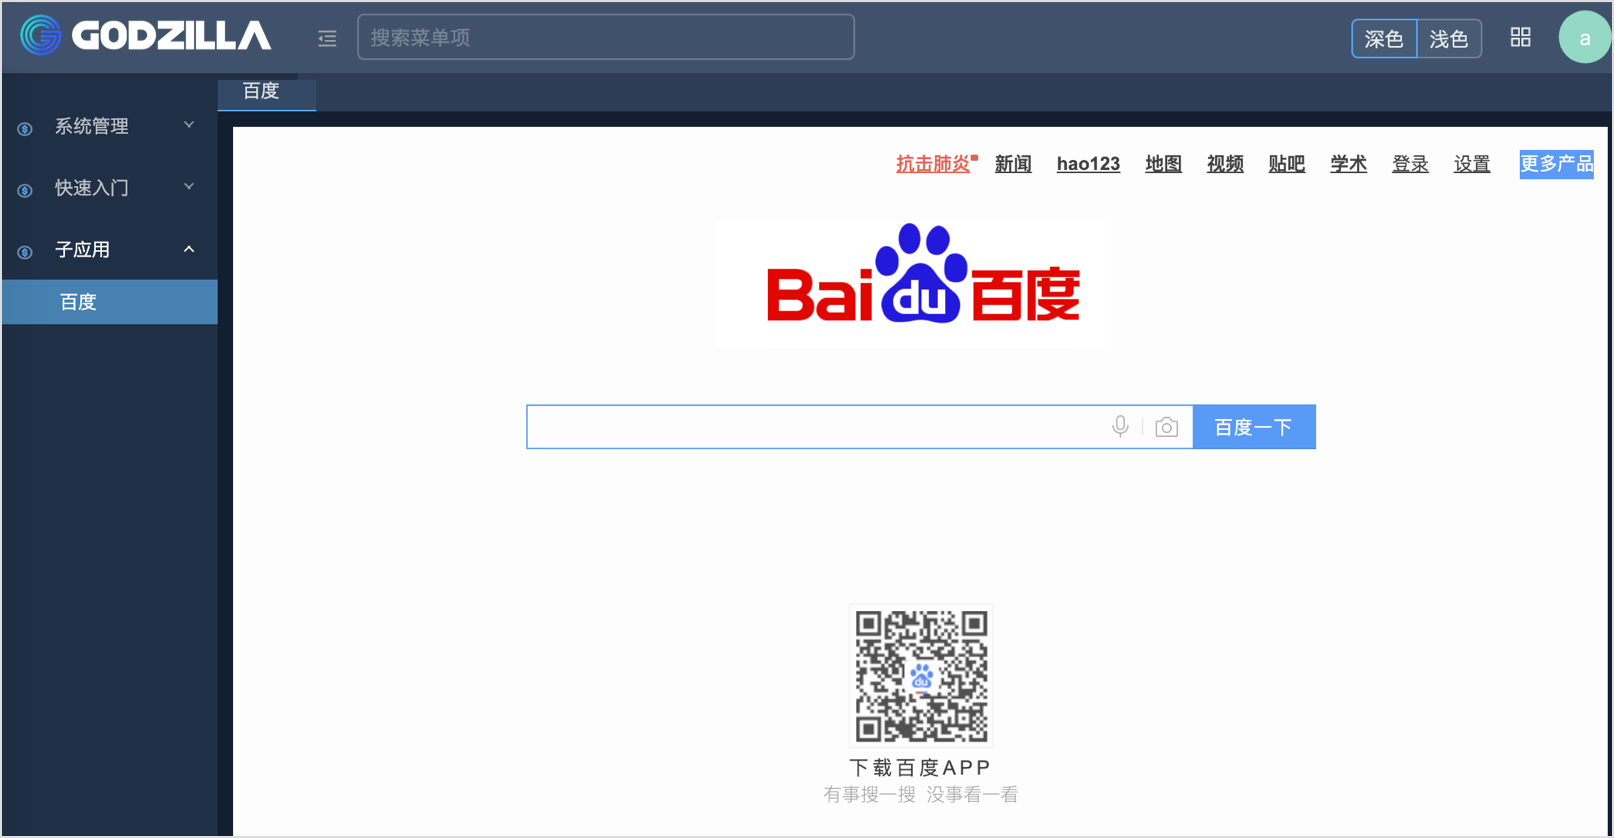 GODZILLA
搜索菜单项
深色 浅色
a
百度
系统管理
快速入门
子应用
百度
抗击肺炎 新闻 hao123 地图 视频 贴吧 学术 登录 设置 更多产品
Bai du 百度
百度一下
du
下载百度APP
有事搜一搜 没事看一看